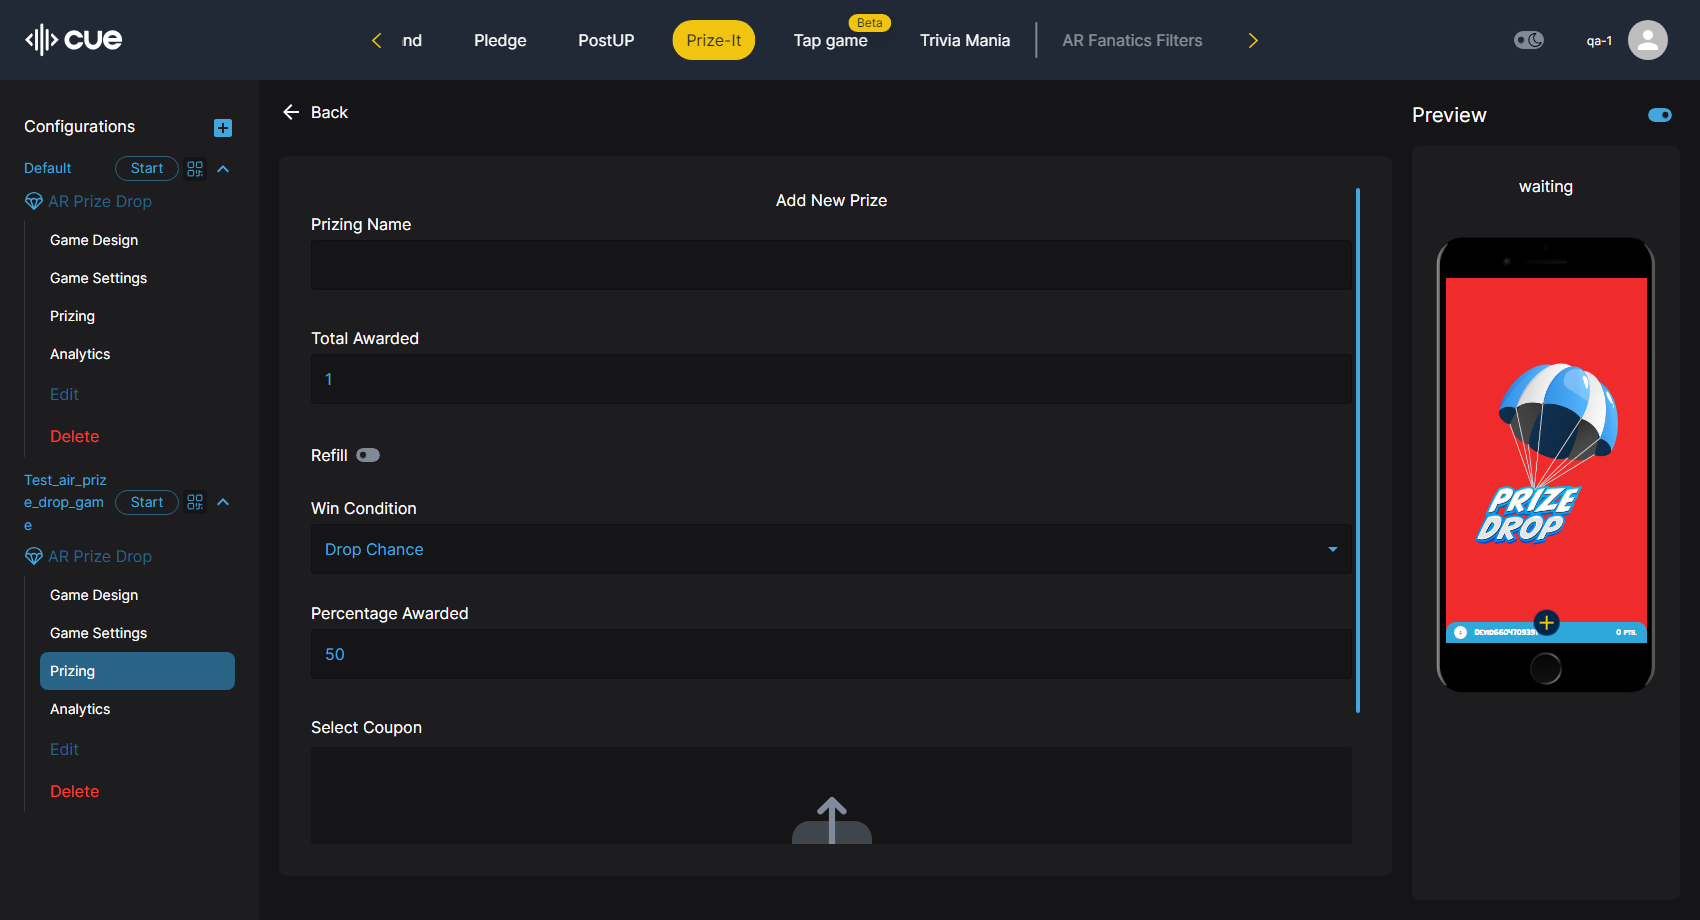 cue
nd
Pledge
PostUP
Prize-It
Beta
Tap game
Trivia Mania
AR Fanatics Filters
qa-1
Configurations
Default
Start
AR Prize Drop
Game Design
Game Settings
Prizing
Analytics
Edit
Delete
Test_air_priz
e_drop_gam
e
Start
AR Prize Drop
Game Design
Game Settings
Prizing
Analytics
Edit
Delete
Back
Add New Prize
Prizing Name
Total Awarded
1
Refill
Win Condition
Drop Chance
Percentage Awarded
50
Select Coupon
Preview
waiting
PRIZE
DROP
0 PTS.